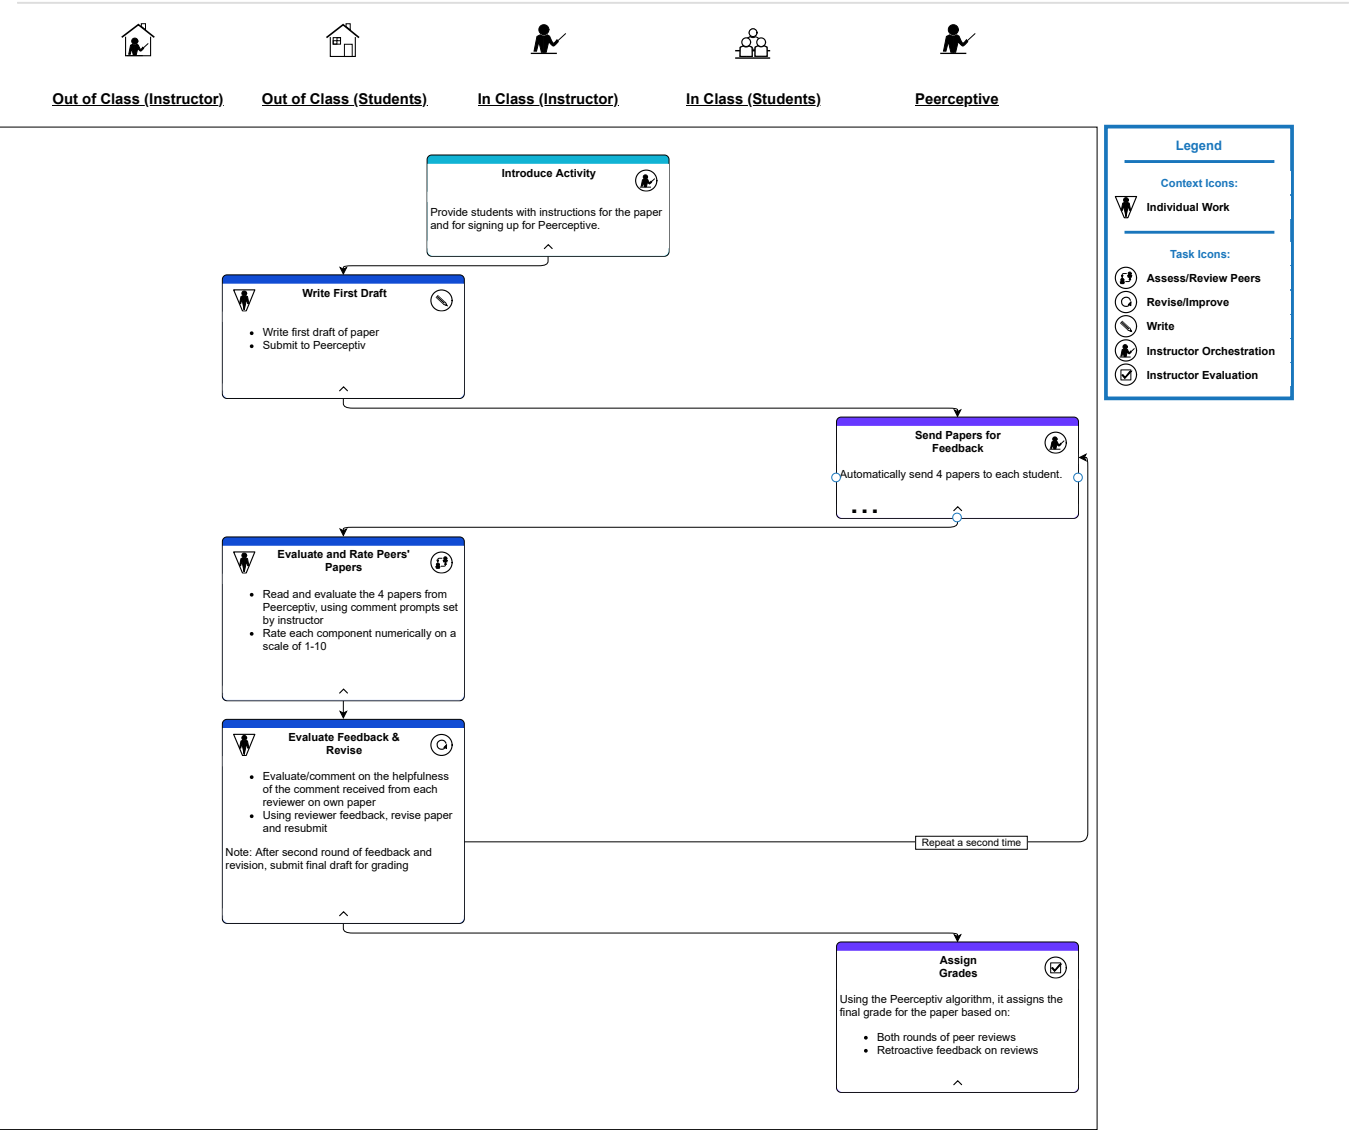 Out of Class (Instructor)
Out of Class (Students)
In Class (Instructor)
In Class (Students)
Peerceptive
Legend
Context Icons:
Individual Work
Task Icons:
Assess/Review Peers
Revise/Improve
Write
Instructor Orchestration
Instructor Evaluation
Introduce Activity
Provide students with instructions for the paper
and for signing up for Peerceptive.
Write First Draft
• Write first draft of paper
• Submit to Peerceptiv
Send Papers for
Feedback
Automatically send 4 papers to each student.
...
Evaluate and Rate Peers'
Papers
• Read and evaluate the 4 papers from
Peerceptiv, using comment prompts set
by instructor
• Rate each component numerically on a
scale of 1-10
Evaluate Feedback &
Revise
• Evaluate/comment on the helpfulness
of the comment received from each
reviewer on own paper
• Using reviewer feedback, revise paper
and resubmit
Note: After second round of feedback and
revision, submit final draft for grading
Repeat a second time
Assign
Grades
Using the Peerceptiv algorithm, it assigns the
final grade for the paper based on:
• Both rounds of peer reviews
• Retroactive feedback on reviews